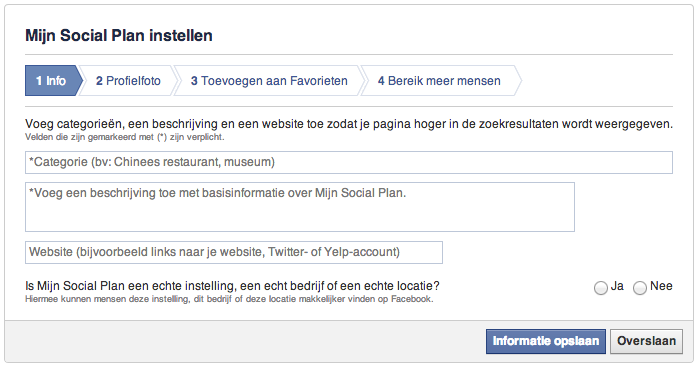 Mijn Social Plan instellen
1 Info 2 Profielfoto 3 Toevoegen aan Favorieten 4 Bereik meer mensen
Voeg categorieën, een beschrijving en een website toe zodat je pagina hoger in de zoekresultaten wordt weergegeven.
Velden die zijn gemarkeerd met (*) zijn verplicht.
*Categorie (bv: Chinees restaurant, museum)
*Voeg een beschrijving toe met basisinformatie over Mijn Social Plan.
Website (bijvoorbeeld links naar je website, Twitter- of Yelp-account)
Is Mijn Social Plan een echte instelling, een echt bedrijf of een echte locatie? Ja Nee
Hiermee kunnen mensen deze instelling, dit bedrijf of deze locatie makkelijker vinden op Facebook.
Informatie opslaan Overslaan